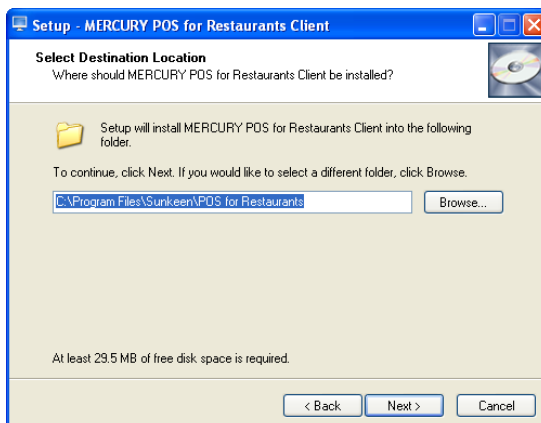 Setup - MERCURY POS for Restaurants Client
Select Destination Location
Where should MERCURY POS for Restaurants Client be installed?
Setup will install MERCURY POS for Restaurants Client into the following
folder.
To continue, click Next. If you would like to select a different folder, click Browse.
C:\Program Files\Sunkeen\POS for Restaurants
Browse...
At least 29.5 MB of free disk space is required.
< Back
Next >
Cancel